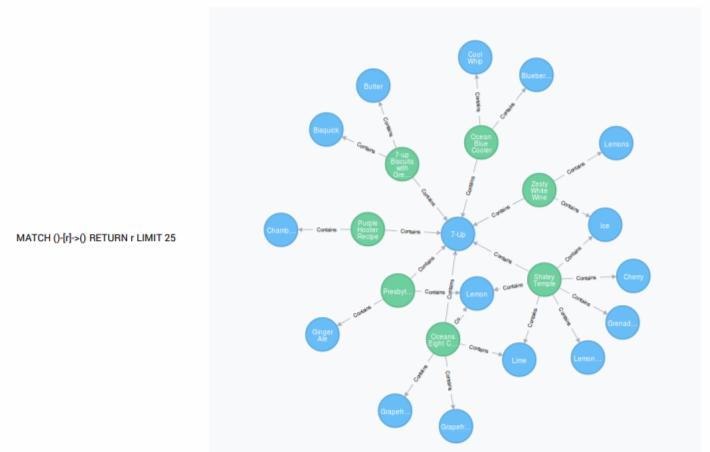 MATCH ()-[r]->() RETURN r LIMIT 25
Cool
Whip
Blueber...
Butter
Bisquick
Contains
Contains
Contains
Contains
7-up
Biscuits
with
Gre...
Ocean
Blue
Cooler
Lemons
Contains
Contains
Contains
Zesty
White
Wine
Contains
Contains
Chamb...
Contains
Purple
Hooter
Recipe
Contains
7-Up
Ice
Contains
Contains
Contains
Presbyt...
Contains
Contains
Lemon
Contains
Shirley
Temple
Contains
Cherry
Contains
Contains
Co...
Contains
Contains
Contains
Grenad...
Ginger
Ale
Oceans
Eight C...
Contains
Lime
Lemon...
Contains
Contains
Grapefr...
Grapefr...